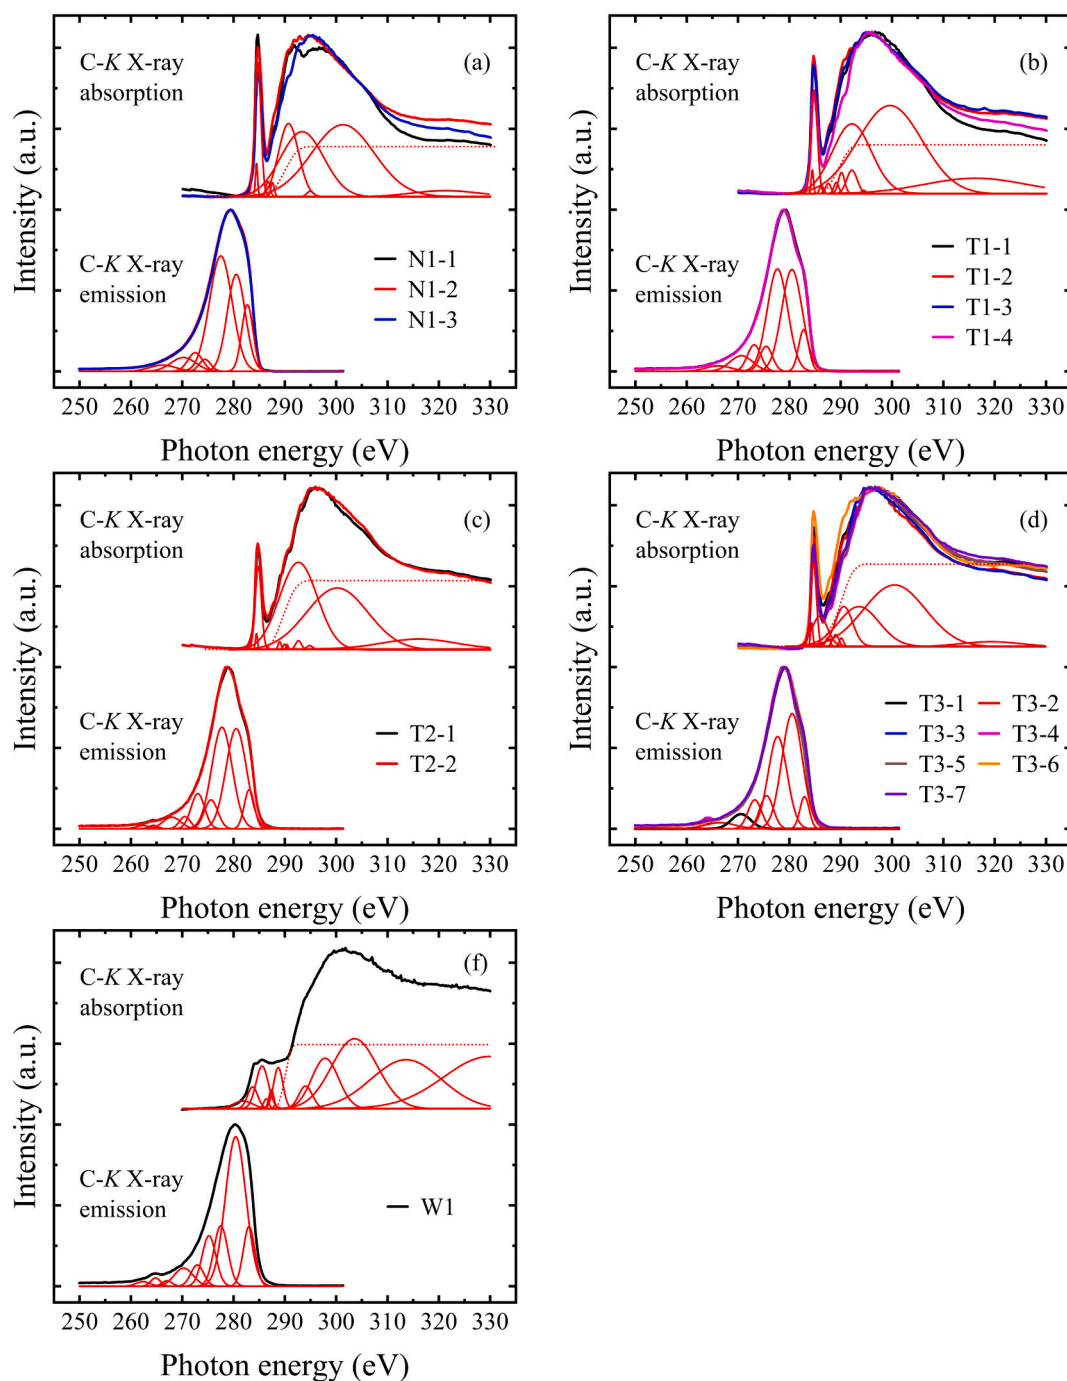 C-K X-ray
absorption
(a)
C-K X-ray
emission
N1-1
N1-2
N1-3
Intensity (a.u.)
250 260 270 280 290 300 310 320 330
Photon energy (eV)
C-K X-ray
absorption
(b)
C-K X-ray
emission
T1-1
T1-2
T1-3
T1-4
Intensity (a.u.)
250 260 270 280 290 300 310 320 330
Photon energy (eV)
C-K X-ray
absorption
(c)
C-K X-ray
emission
T2-1
T2-2
Intensity (a.u.)
250 260 270 280 290 300 310 320 330
Photon energy (eV)
C-K X-ray
absorption
(d)
C-K X-ray
emission
T3-1 T3-2
T3-3 T3-4
T3-5 T3-6
T3-7
Intensity (a.u.)
250 260 270 280 290 300 310 320 330
Photon energy (eV)
C-K X-ray
absorption
(f)
C-K X-ray
emission
W1
Intensity (a.u.)
250 260 270 280 290 300 310 320 330
Photon energy (eV)